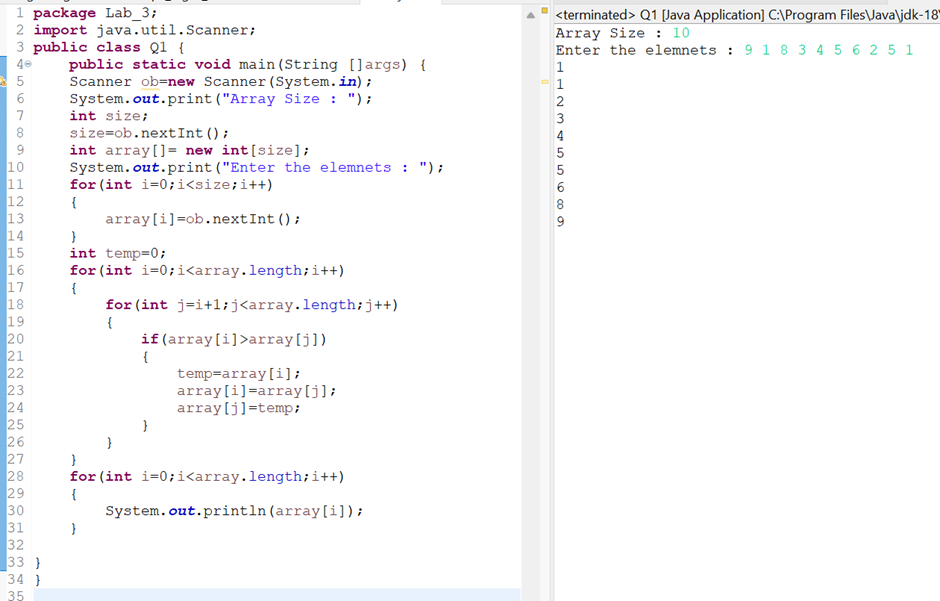 1 package Lab_3;
2 import java.util.Scanner;
3 public class Q1 {
4 public static void main(String []args) {
5 Scanner ob=new Scanner(System.in);
6 System.out.print("Array Size : ");
7 int size;
8 size=ob.nextInt();
9 int array[]= new int[size];
10 System.out.print("Enter the elemnets : ");
11 for(int i=0;i<size;i++)
12 {
13 array[i]=ob.nextInt();
14 }
15 int temp=0;
16 for(int i=0;i<array.length;i++)
17 {
18 for(int j=i+1;j<array.length;j++)
19 {
20 if(array[i]>array[j])
21 {
22 temp=array[i];
23 array[i]=array[j];
24 array[j]=temp;
25 }
26 }
27 }
28 for(int i=0;i<array.length;i++)
29 {
30 System.out.println(array[i]);
31 }
32
33 }
34 }
35
<terminated> Q1 [Java Application] C:\Program Files\Java\jdk-18\
Array Size : 10
Enter the elemnets : 9 1 8 3 4 5 6 2 5 1
1
1
2
3
4
5
5
6
8
9